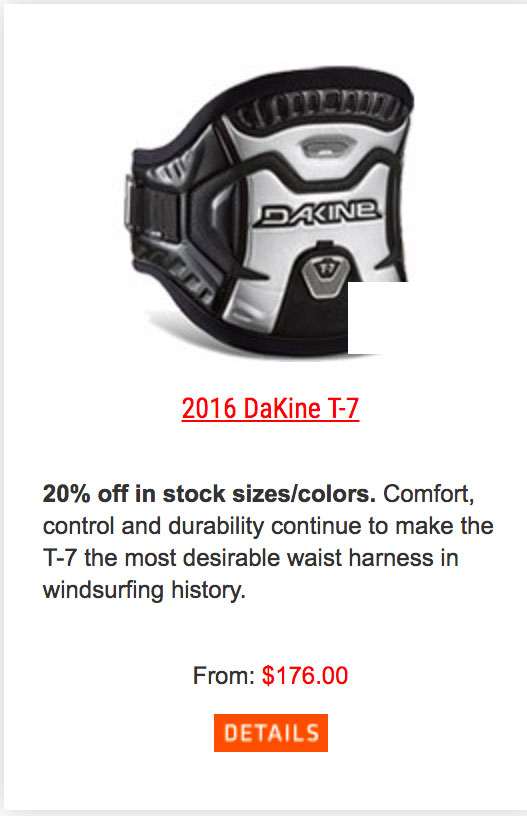 DAKINE
T-7
2016 DaKine T-7
20% off in stock sizes/colors. Comfort,
control and durability continue to make the
T-7 the most desirable waist harness in
windsurfing history.
From: $176.00
DETAILS